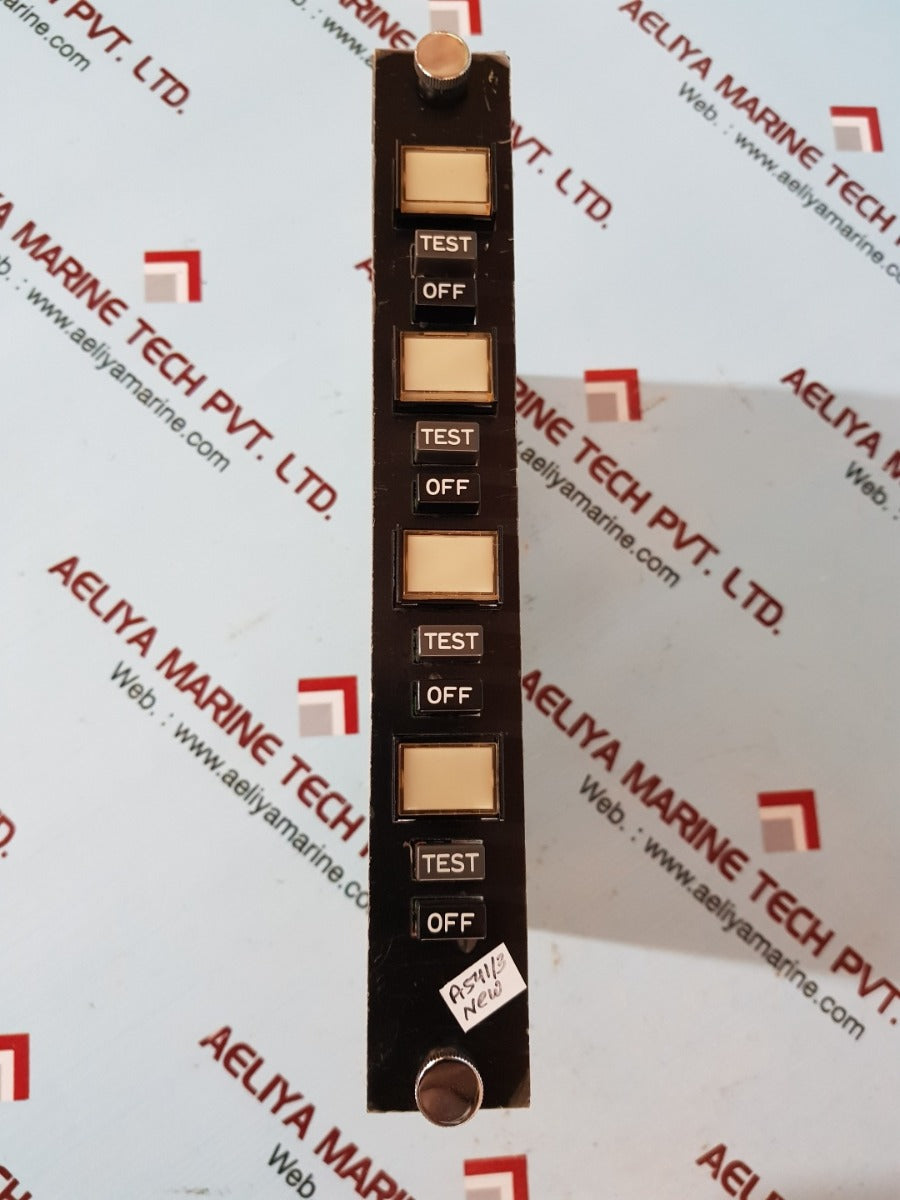 TEST
OFF
TEST
OFF
TEST
OFF
TEST
OFF
A541/3
New
AELIYA MARINE TECH PVT. LTD.
Web. : www.aeliyamarine.com